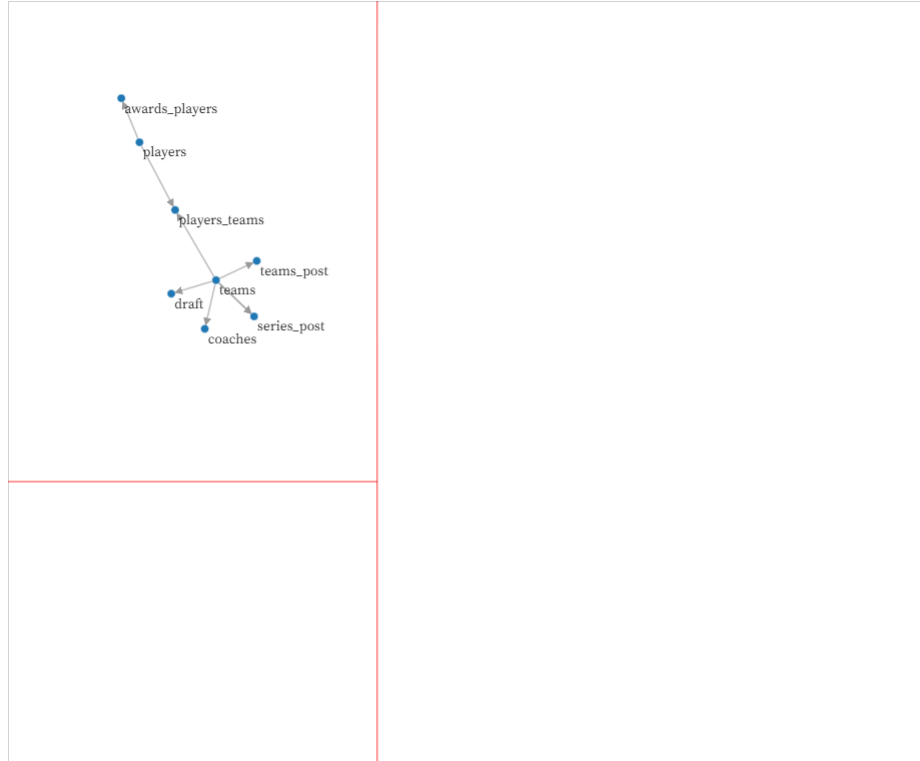 awards_players
players
players_teams
teams_post
teams
draft
series_post
coaches